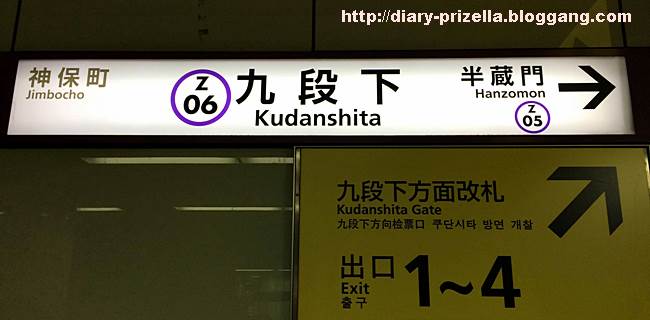 http://diary-prizella.bloggang.com
神保町
Jimbocho
Z
06
九段下
Kudanshita
半蔵門
Hanzomon
Z
05
九段下方面改札
Kudanshita Gate
九段下方向检票口 쿠단시타 방면 개찰
出口 1~4
Exit
출구